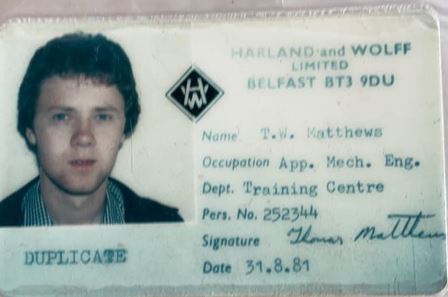 HARLAND and WOLFF
LIMITED
BELFAST BT3 9DU
HW
Name T.W. Matthews
Occupation App. Mech. Eng.
Dept. Training Centre
Pers. No. 252344
Signature Thomas Matthews
Date 31.8.81
DUPLICATE